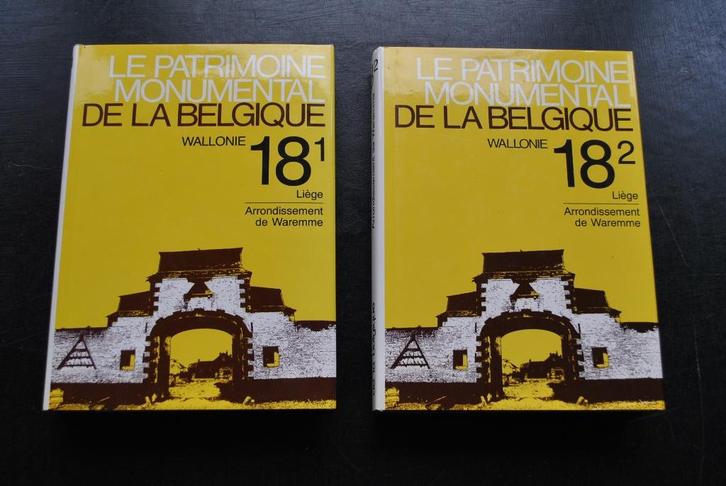 LE PATRIMOINE
MONUMENTAL
DE LA BELGIQUE
WALLONIE 18¹
Liège
Arrondissement
de Waremme
LE PATRIMOINE
MONUMENTAL
DE LA BELGIQUE
WALLONIE 18²
Liège
Arrondissement
de Waremme